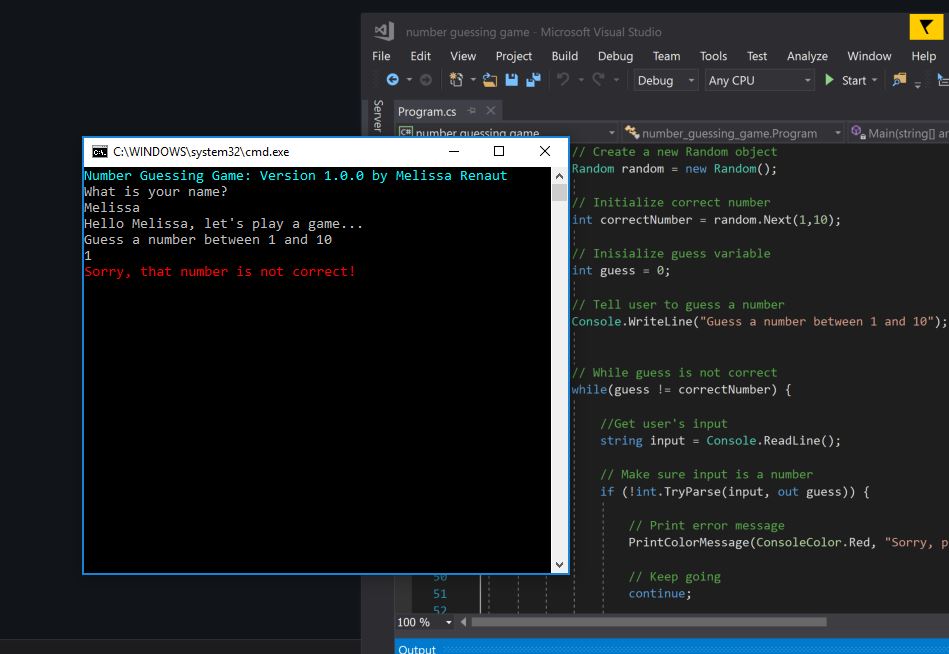 number guessing game - Microsoft Visual Studio
File Edit View Project Build Debug Team Tools Test Analyze Window Help
Debug Any CPU Start
Server
Program.cs
C# number guessing game number_guessing_game.Program Main(string[] ar
C:\WINDOWS\system32\cmd.exe
Number Guessing Game: Version 1.0.0 by Melissa Renaut
What is your name?
Melissa
Hello Melissa, let's play a game...
Guess a number between 1 and 10
1
Sorry, that number is not correct!
// Create a new Random object
Random random = new Random();
// Initialize correct number
int correctNumber = random.Next(1,10);
// Inisialize guess variable
int guess = 0;
// Tell user to guess a number
Console.WriteLine("Guess a number between 1 and 10");
// While guess is not correct
while(guess != correctNumber) {
//Get user's input
string input = Console.ReadLine();
// Make sure input is a number
if (!int.TryParse(input, out guess)) {
// Print error message
PrintColorMessage(ConsoleColor.Red, "Sorry, p
50 // Keep going
51 continue;
52
100 %
Output